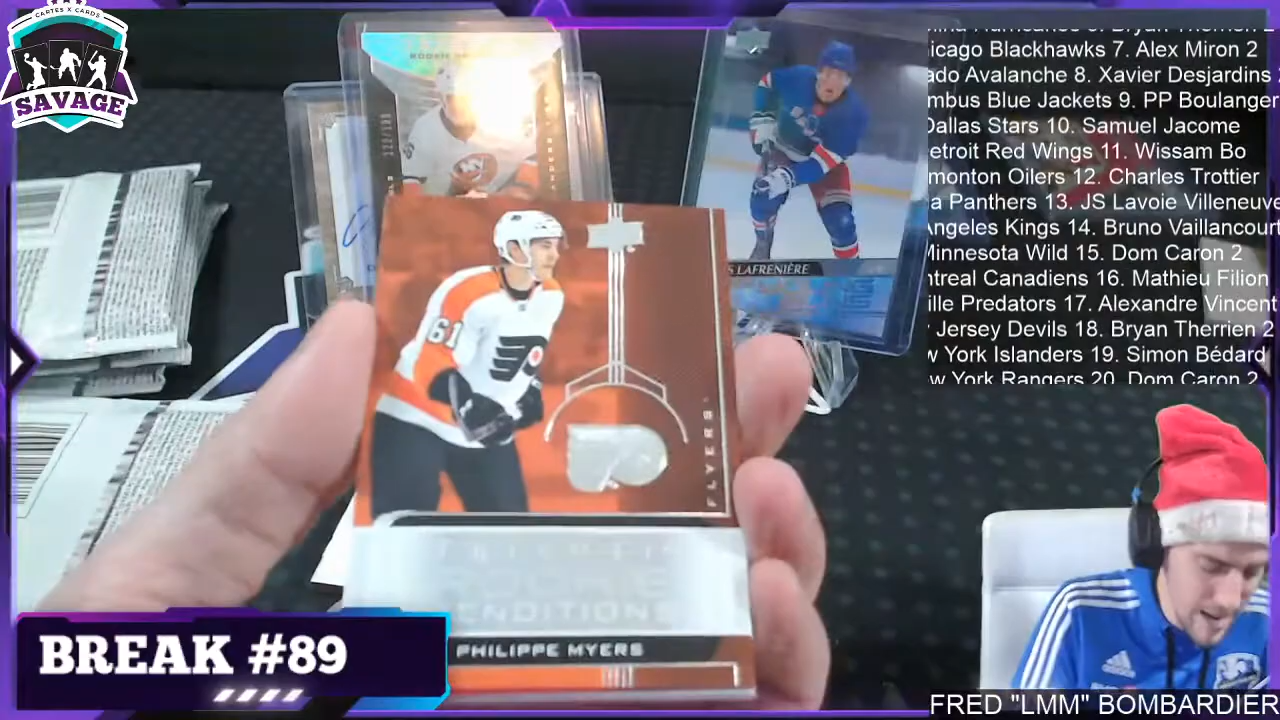 CARTES X CARDS
SAVAGE
122/199
S LAFRENIÈRE
61
FLYERS
RENDITIONS
PHILIPPE MYERS
BREAK #89
icago Blackhawks 7. Alex Miron 2
ado Avalanche 8. Xavier Desjardins
mbus Blue Jackets 9. PP Boulanger
Dallas Stars 10. Samuel Jacome
etroit Red Wings 11. Wissam Bo
monton Oilers 12. Charles Trottier
a Panthers 13. JS Lavoie Villeneuve
Angeles Kings 14. Bruno Vaillancourt
Minnesota Wild 15. Dom Caron 2
ntreal Canadiens 16. Mathieu Filion
ille Predators 17. Alexandre Vincent
Jersey Devils 18. Bryan Therrien 2
w York Islanders 19. Simon Bédard
w York Rangers 20. Dom Caron 2
FRED "LMM" BOMBARDIER